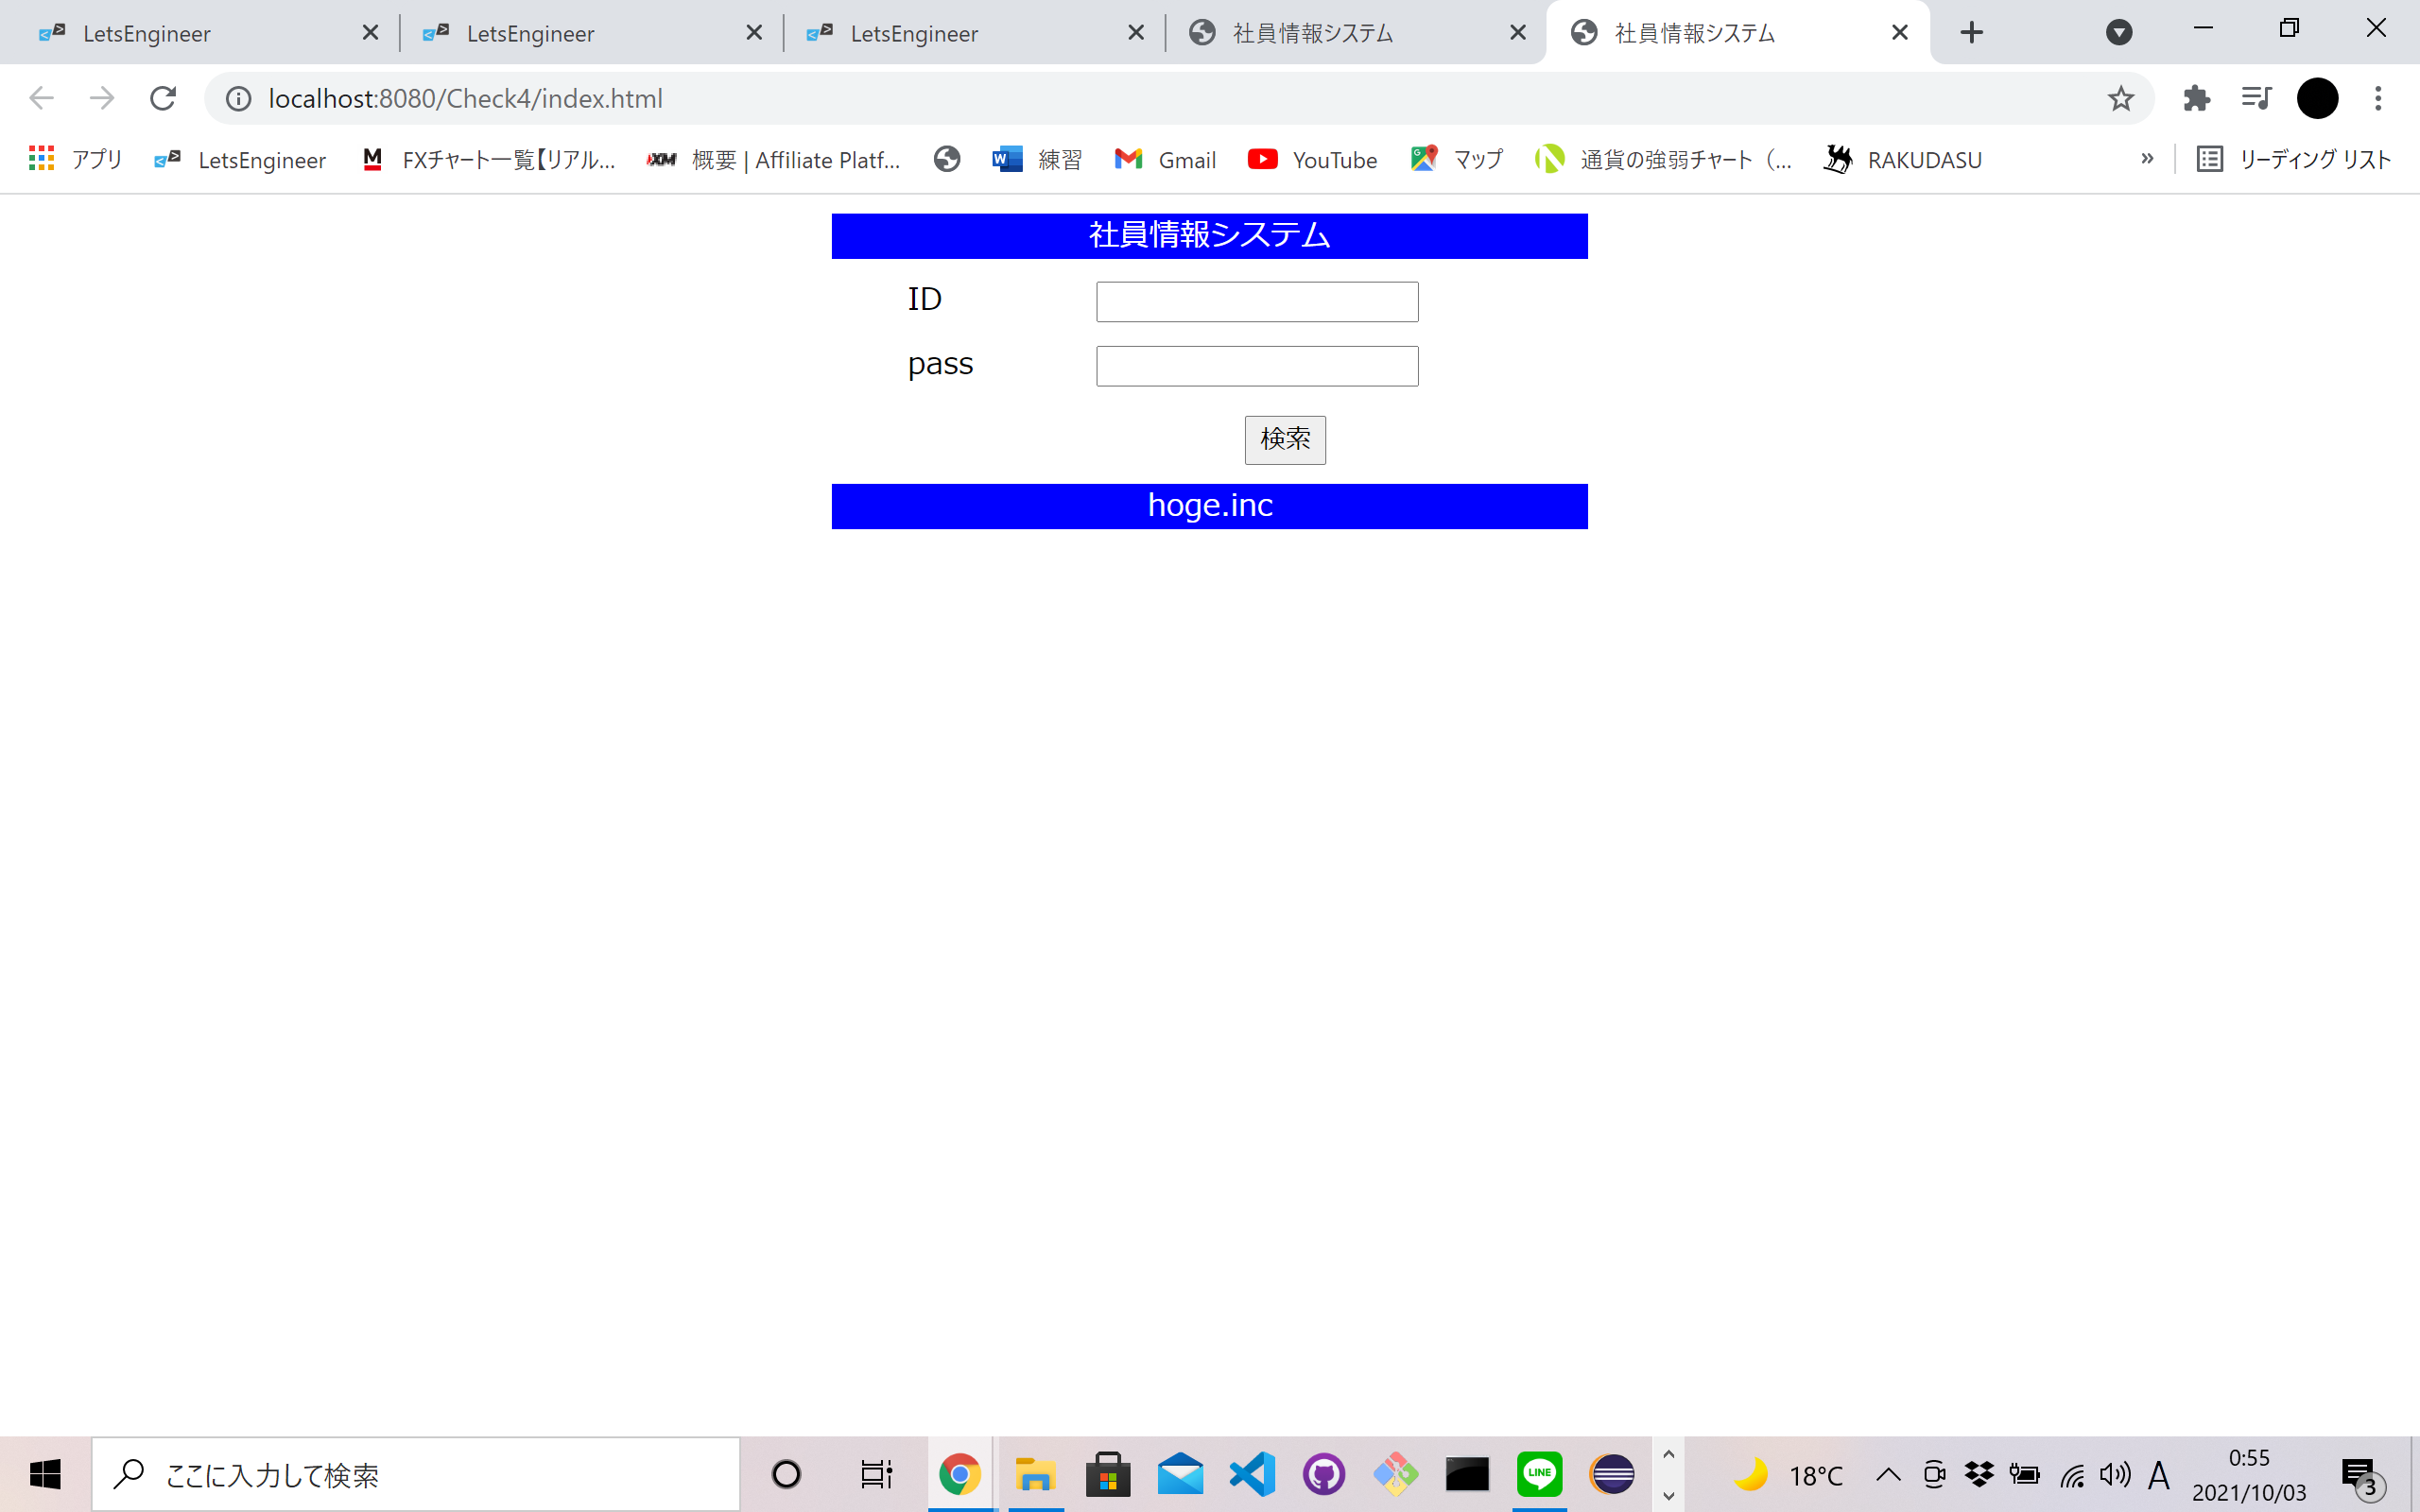 LetsEngineer
LetsEngineer
LetsEngineer
社員情報システム
社員情報システム
localhost:8080/Check4/index.html
アプリ
LetsEngineer
M
FXチャート一覧【リアル...
XM
概要 | Affiliate Platf...
W
練習
Gmail
YouTube
G
マップ
通貨の強弱チャート（...
RAKUDASU
»
リーディング リスト
社員情報システム
ID
pass
検索
hoge.inc
ここに入力して検索
LINE
18°C
A
0:55
2021/10/03
3